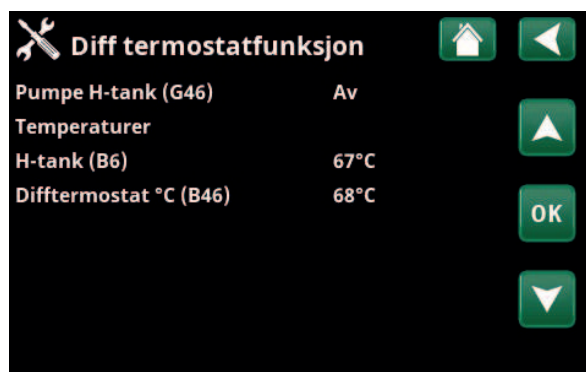 Diff termostatfunksjon
Pumpe H-tank (G46) Av
Temperaturer
H-tank (B6) 67°C
Difftermostat °C (B46) 68°C
OK